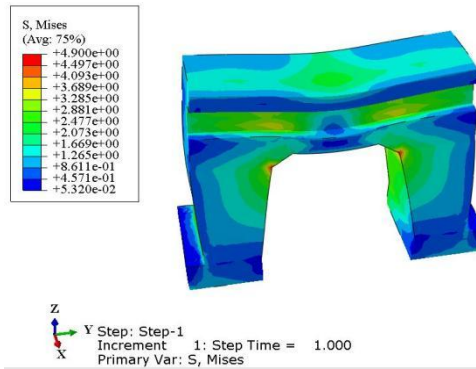 S, Mises
(Avg: 75%)
+4.900e+00
+4.497e+00
+4.093e+00
+3.689e+00
+3.285e+00
+2.881e+00
+2.477e+00
+2.073e+00
+1.669e+00
+1.265e+00
+8.611e-01
+4.571e-01
+5.320e-02
Z
Y
X
Step: Step-1
Increment 1: Step Time = 1.000
Primary Var: S, Mises